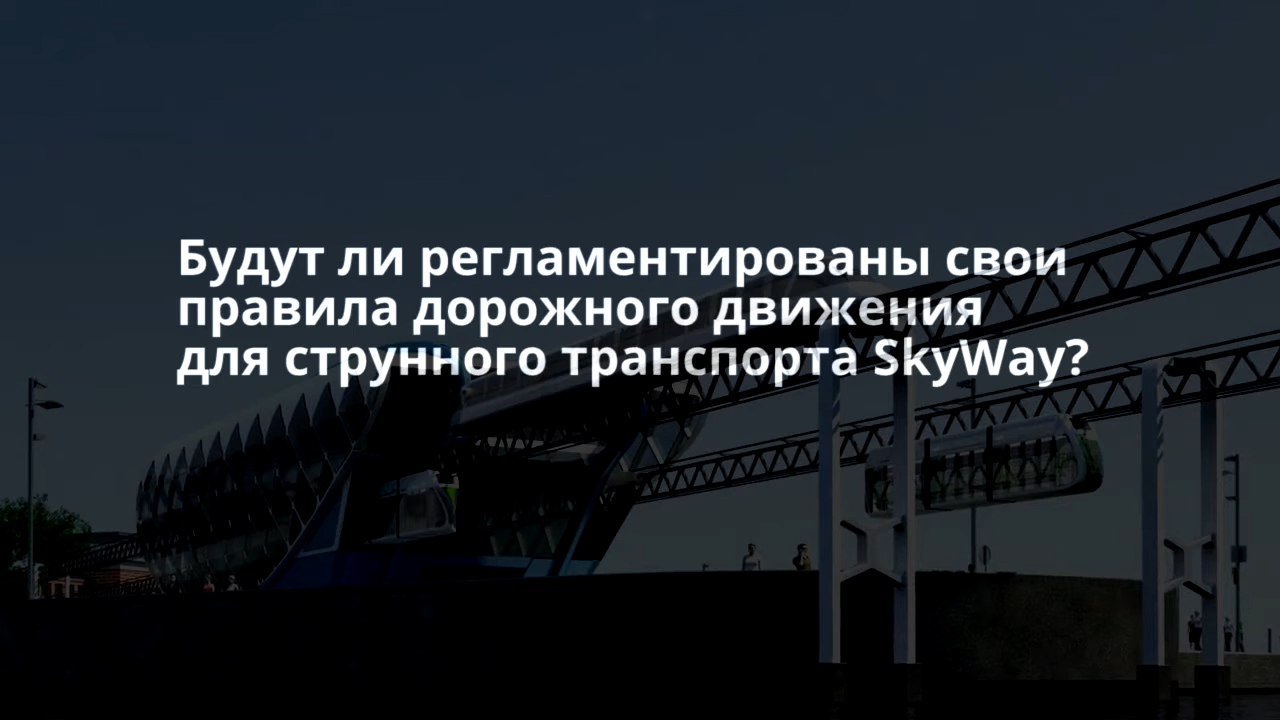 Будут ли регламентированы свои
правила дорожного движения
для струнного транспорта SkyWay?